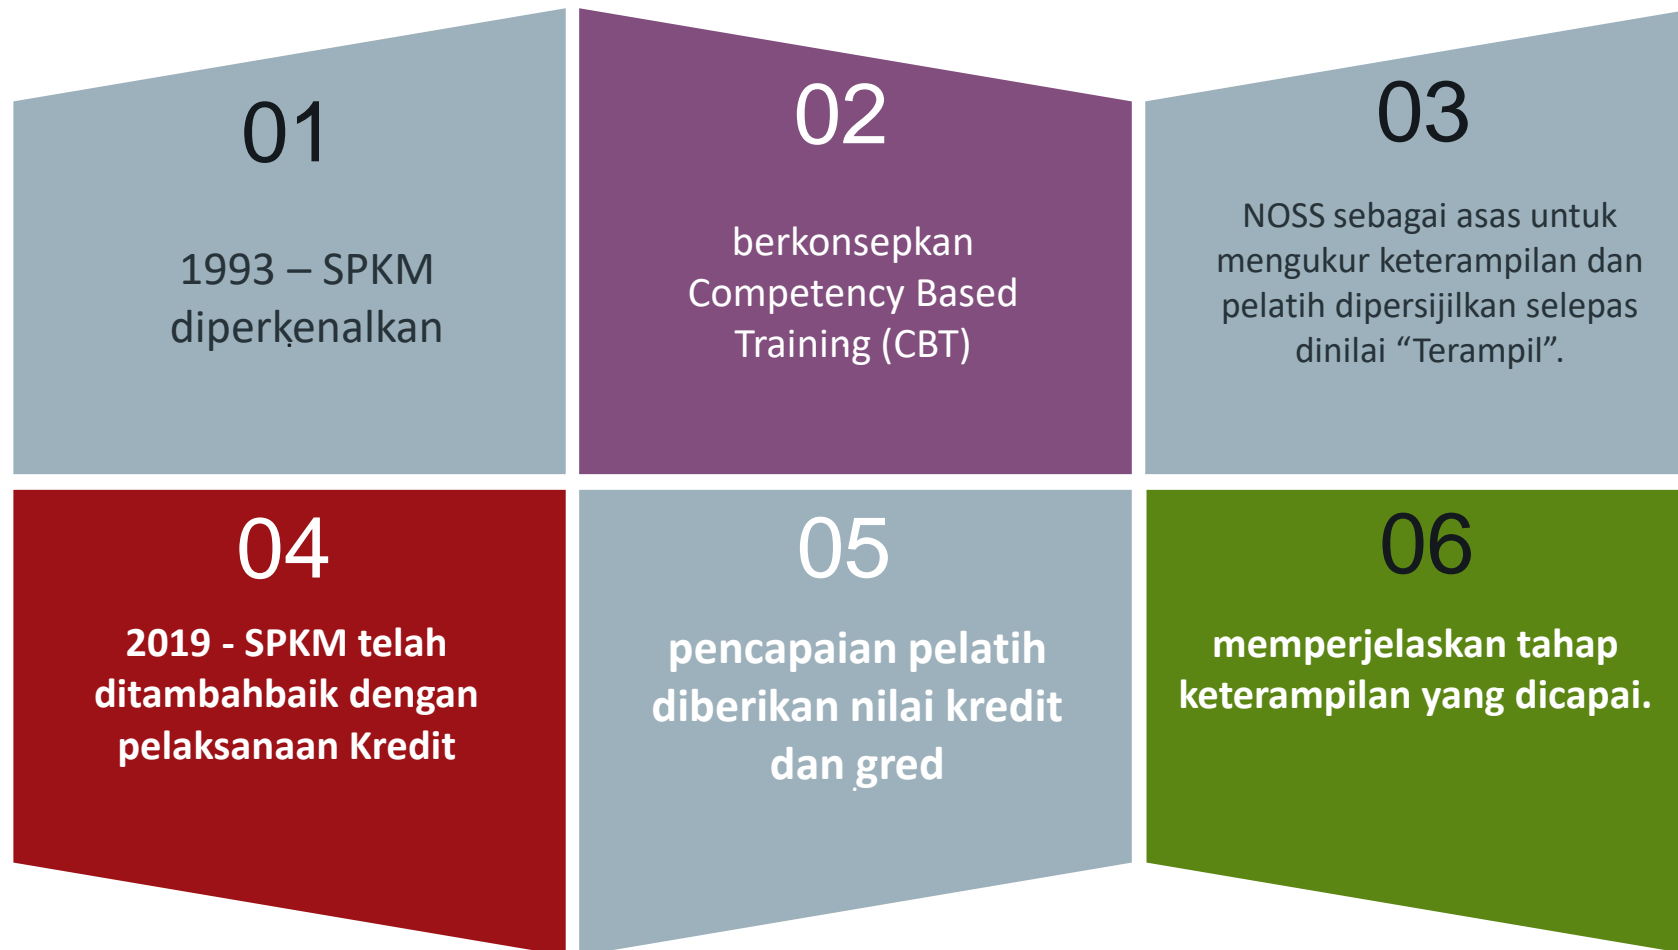 01
1993 – SPKM
diperkenalkan
.
02
berkonsepkan
Competency Based
Training (CBT)
.
03
NOSS sebagai asas untuk
mengukur keterampilan dan
pelatih dipersijilkan selepas
dinilai “Terampil”.
04
2019 - SPKM telah
ditambahbaik dengan
pelaksanaan Kredit
05
pencapaian pelatih
diberikan nilai kredit
dan gred
.
06
memperjelaskan tahap
keterampilan yang dicapai.